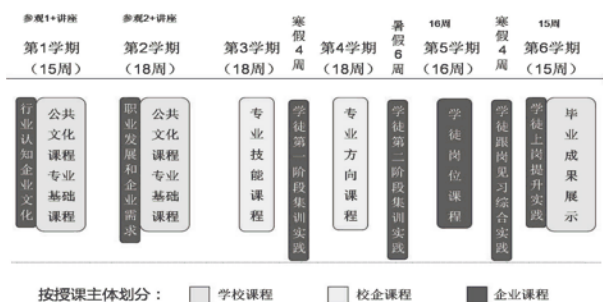 参观1+讲座
参观2+讲座
寒假4周
暑假6周
16周
寒假4周
15周
第1学期
（15周）
第2学期
（18周）
第3学期
（18周）
第4学期
（18周）
第5学期
（16周）
第6学期
（15周）
行业认知企业文化
公共
文化
课程
专业
基础
课程
职业发展和企业需求
公共
文化
课程
专业
基础
课程
专业技能课程
学徒第一阶段集训实践
专业方向课程
学徒第二阶段集训实践
学徒岗位课程
学徒跟岗见习综合实践
学徒上岗提升实践
毕业成果展示
按授课主体划分：
学校课程
校企课程
企业课程